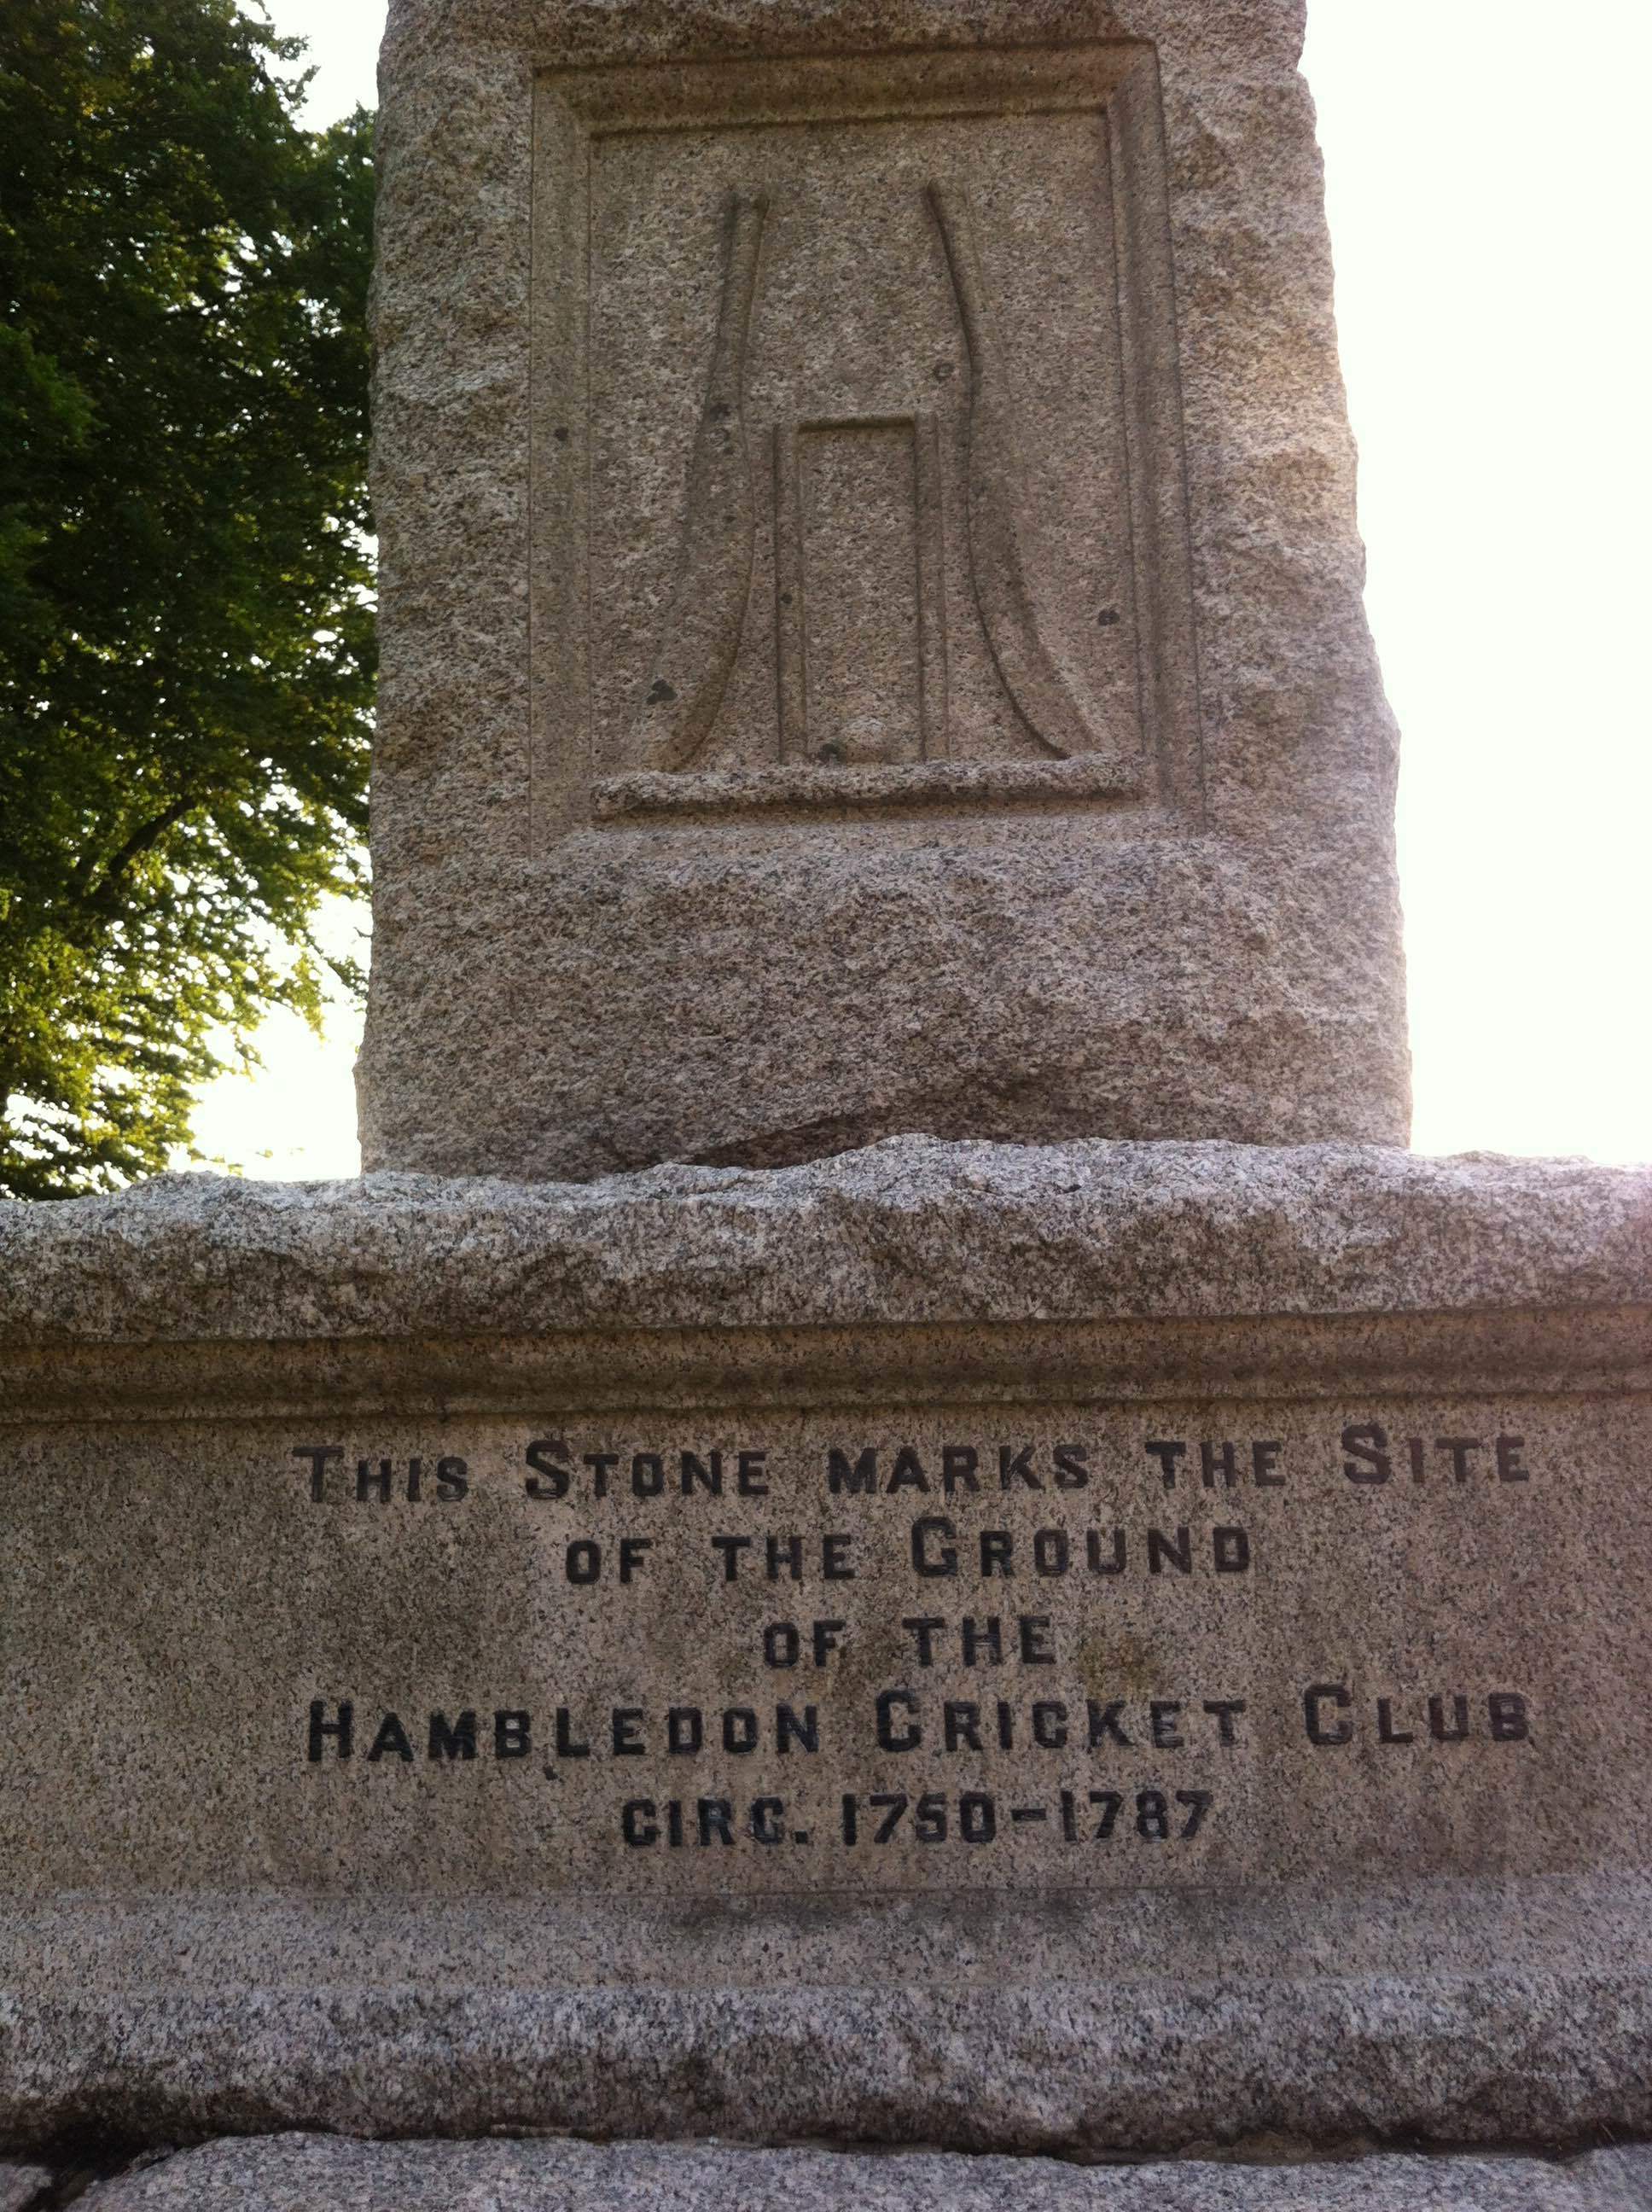 This Stone marks the Site
of the Ground
of the
Hambledon Cricket Club
circ. 1750-1787